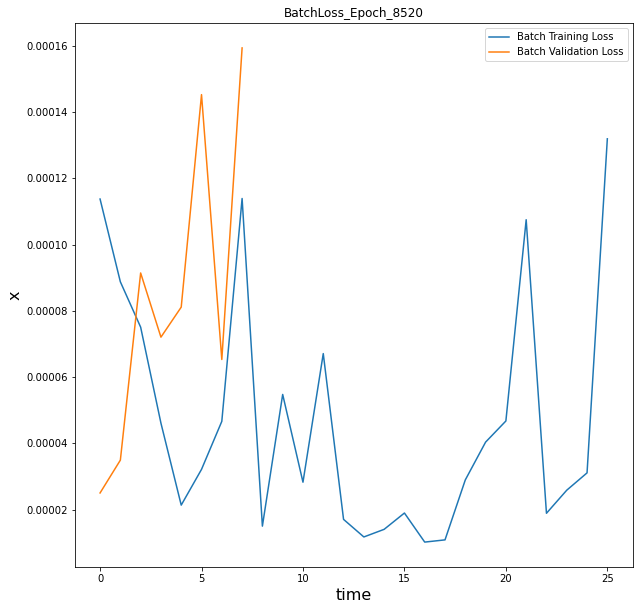 BatchLoss_Epoch_8520
Batch Training Loss
Batch Validation Loss
0.00016
0.00014
0.00012
0.00010
0.00008
0.00006
0.00004
0.00002
x
0 5 10 15 20 25
time